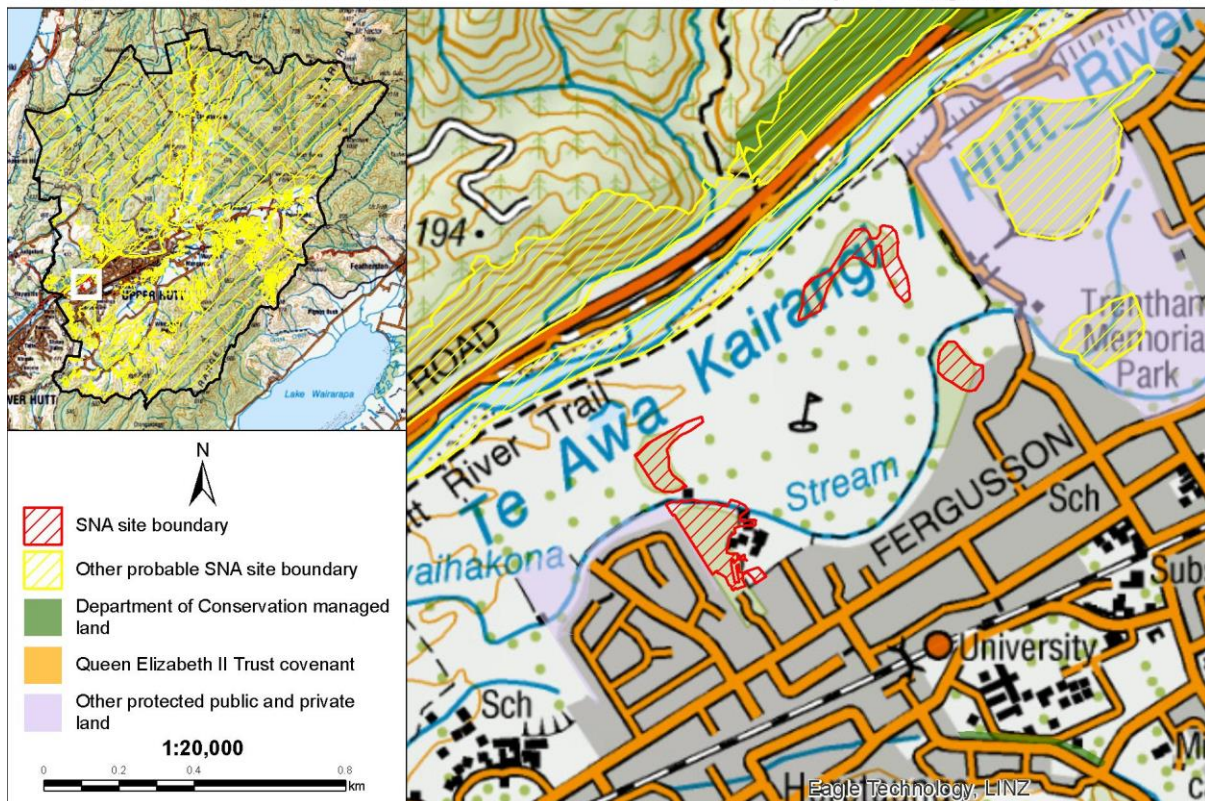 UPPER HUTT
Featherston
Lake Wairarapa
N
SNA site boundary
Other probable SNA site boundary
Department of Conservation managed
land
Queen Elizabeth II Trust covenant
Other protected public and private
land
1:20,000
0 0.2 0.4 0.8
km
194
ROAD
Hutt River
Te Awa Kairangi /
River Trail
Trentham
Memorial
Park
Stream
FERGUSSON
Sch
University
Sch
Eagle Technology, LINZ